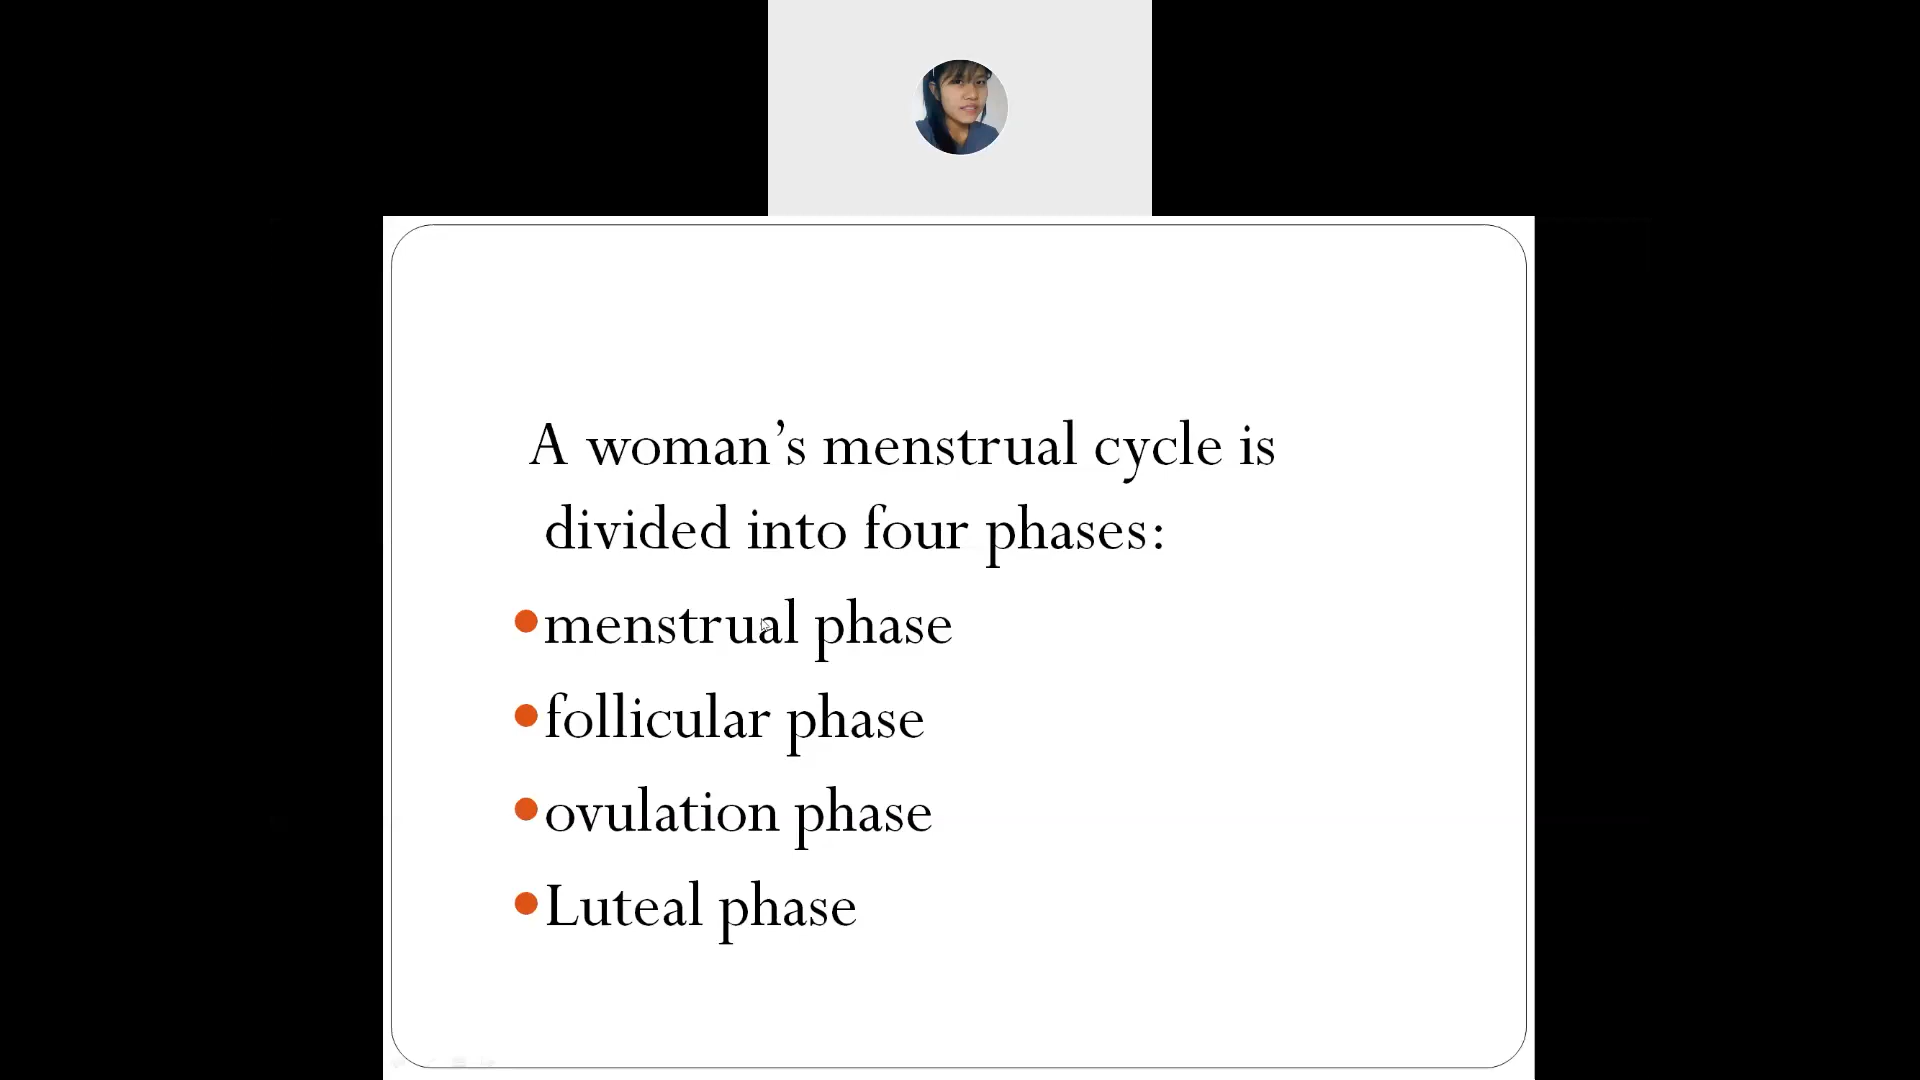 A woman’s menstrual cycle is
divided into four phases:
menstrual phase
follicular phase
ovulation phase
Luteal phase